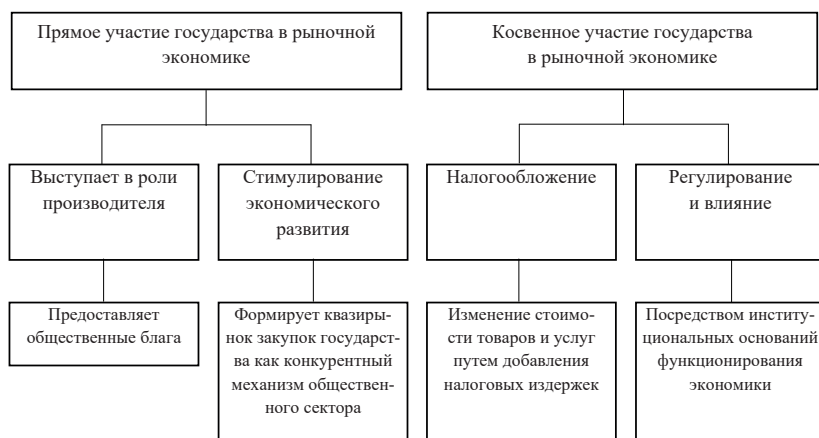 Прямое участие государства в рыночной
экономике
Косвенное участие государства
в рыночной экономике
Выступает в роли
производителя
Стимулирование
экономического
развития
Налогообложение
Регулирование
и влияние
Предоставляет
общественные блага
Формирует квазиры-
нок закупок государст-
ва как конкурентный
механизм обществен-
ного сектора
Изменение стоимо-
сти товаров и услуг
путем добавления
налоговых издержек
Посредством институ-
циональных оснований
функционирования
экономики